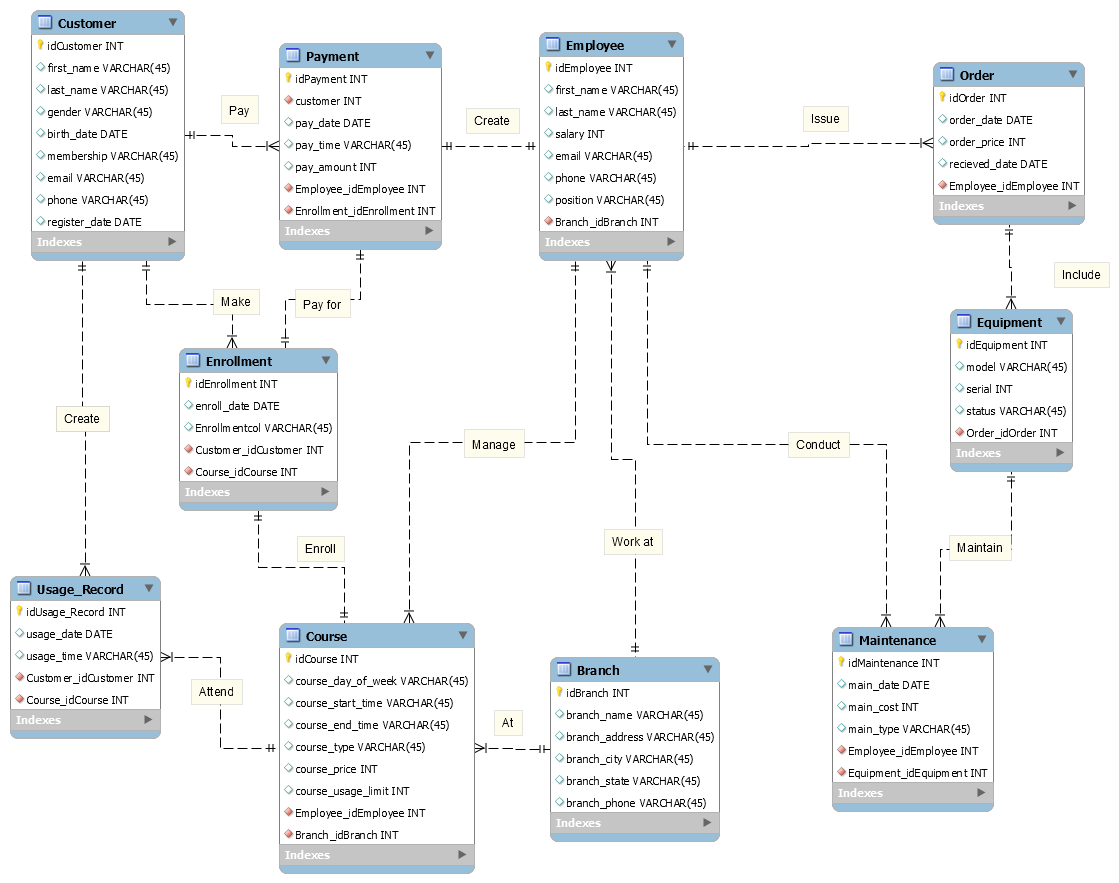 Customer
idCustomer INT
first_name VARCHAR(45)
last_name VARCHAR(45)
gender VARCHAR(45)
birth_date DATE
membership VARCHAR(45)
email VARCHAR(45)
phone VARCHAR(45)
register_date DATE
Indexes
Pay
Payment
idPayment INT
customer INT
pay_date DATE
pay_time VARCHAR(45)
pay_amount INT
Employee_idEmployee INT
Enrollment_idEnrollment INT
Indexes
Create
Employee
idEmployee INT
first_name VARCHAR(45)
last_name VARCHAR(45)
salary INT
email VARCHAR(45)
phone VARCHAR(45)
position VARCHAR(45)
Branch_idBranch INT
Indexes
Issue
Order
idOrder INT
order_date DATE
order_price INT
recieved_date DATE
Employee_idEmployee INT
Indexes
Include
Make
Pay for
Enrollment
idEnrollment INT
enroll_date DATE
Enrollmentcol VARCHAR(45)
Customer_idCustomer INT
Course_idCourse INT
Indexes
Equipment
idEquipment INT
model VARCHAR(45)
serial INT
status VARCHAR(45)
Order_idOrder INT
Indexes
Create
Manage
Conduct
Enroll
Work at
Maintain
Usage_Record
idUsage_Record INT
usage_date DATE
usage_time VARCHAR(45)
Customer_idCustomer INT
Course_idCourse INT
Indexes
Attend
Course
idCourse INT
course_day_of_week VARCHAR(45)
course_start_time VARCHAR(45)
course_end_time VARCHAR(45)
course_type VARCHAR(45)
course_price INT
course_usage_limit INT
Employee_idEmployee INT
Branch_idBranch INT
Indexes
At
Branch
idBranch INT
branch_name VARCHAR(45)
branch_address VARCHAR(45)
branch_city VARCHAR(45)
branch_state VARCHAR(45)
branch_phone VARCHAR(45)
Indexes
Maintenance
idMaintenance INT
main_date DATE
main_cost INT
main_type VARCHAR(45)
Employee_idEmployee INT
Equipment_idEquipment INT
Indexes